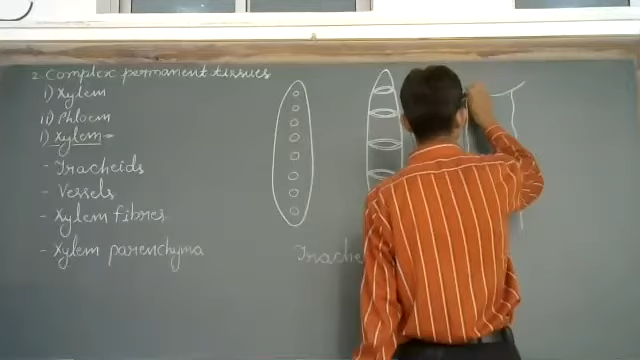 2. Complex permanent tissues
i) Xylem
ii) Phloem
i) Xylem -
- Tracheids
- Vessels
- Xylem fibres
- Xylem parenchyma